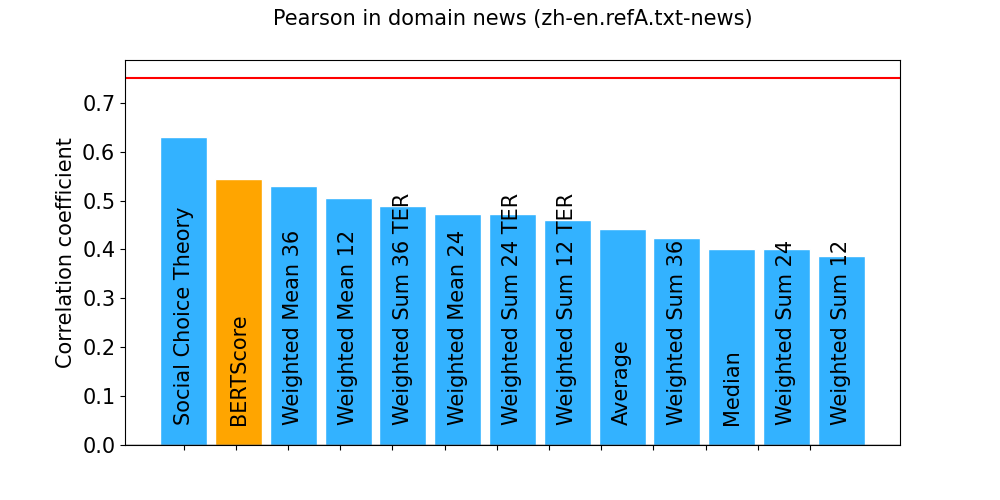 Pearson in domain news (zh-en.refA.txt-news)
Correlation coefficient
0.7
0.6
0.5
0.4
0.3
0.2
0.1
0.0
Social Choice Theory
BERTScore
Weighted Mean 36
Weighted Mean 12
Weighted Sum 36 TER
Weighted Mean 24
Weighted Sum 24 TER
Weighted Sum 12 TER
Average
Weighted Sum 36
Median
Weighted Sum 24
Weighted Sum 12